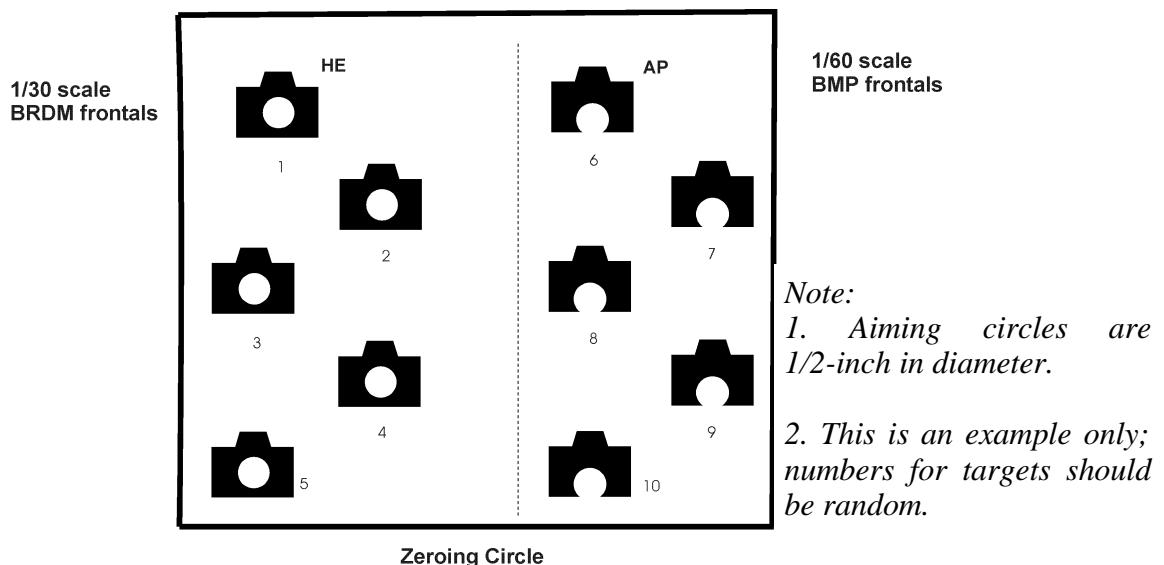 1/30 scale
BRDM frontals
HE
1
2
3
4
5
AP
6
7
8
9
10
1/60 scale
BMP frontals
Note:
1. Aiming circles are
1/2-inch in diameter.
2. This is an example only;
numbers for targets should
be random.
Zeroing Circle